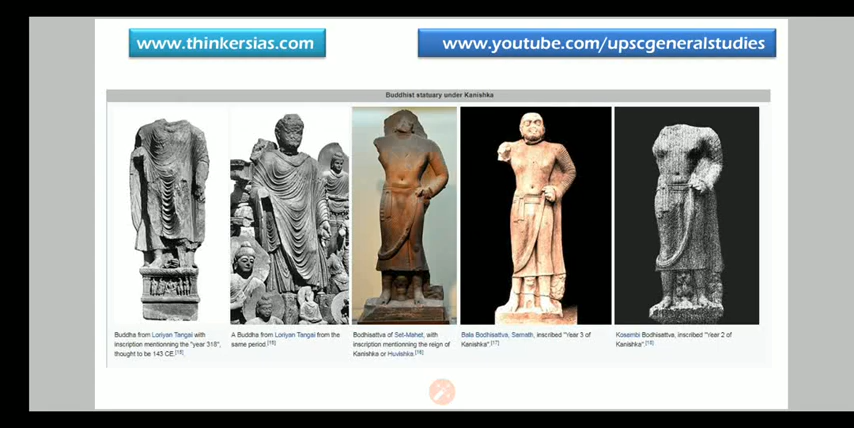 www.thinkersias.com
www.youtube.com/upscgeneralstudies
Buddhist statuary under Kanishka
Buddha from Loriyan Tangai with
inscription mentionning the "year 318",
thought to be 143 CE.[15]
A Buddha from Loriyan Tangai from the
same period.[15]
Bodhisattva of Set-Mahet, with
inscription mentionning the reign of
Kanishka or Huvishka.[16]
Bala Bodhisattva, Sarnath, inscribed "Year 3 of
Kanishka".[17]
Kosambi Bodhisattva, inscribed "Year 2 of
Kanishka".[18]